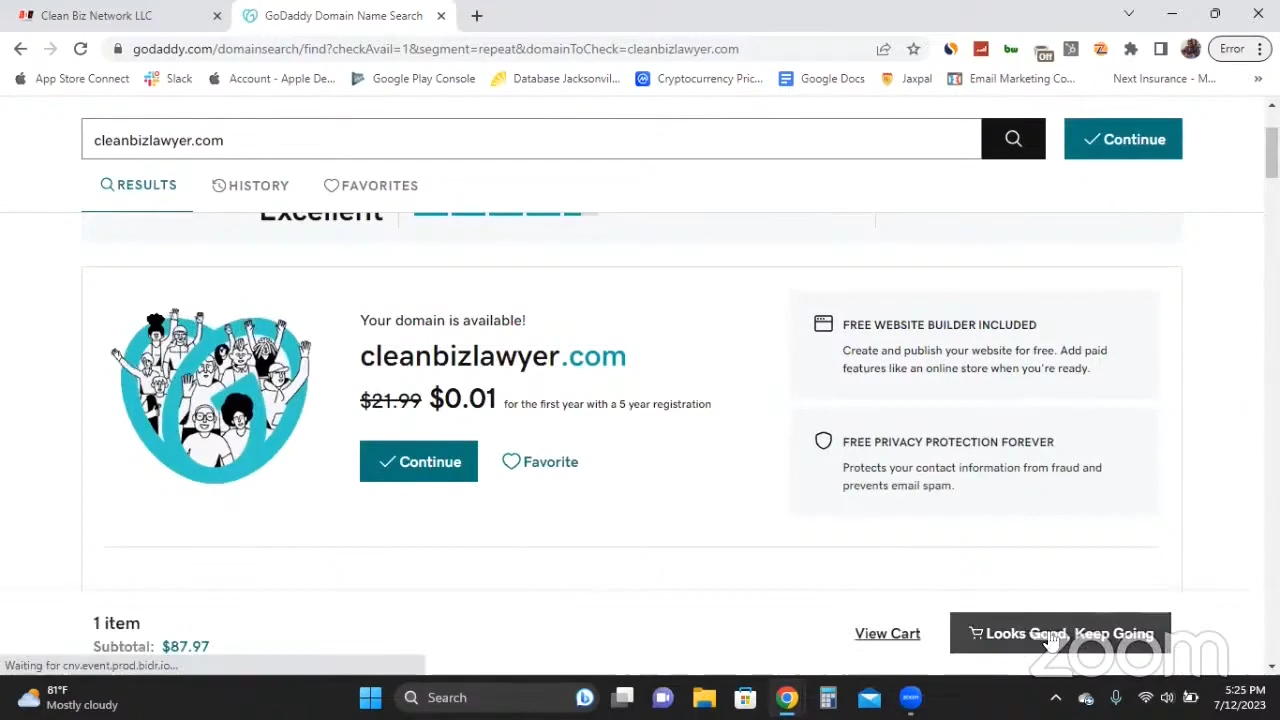 Clean Biz Network LLC
GoDaddy Domain Name Search
godaddy.com/domainsearch/find?checkAvail=1&segment=repeat&domainToCheck=cleanbizlawyer.com
bw
Off
Error
App Store Connect
Slack
Account - Apple De...
Google Play Console
Database Jacksonvil...
Cryptocurrency Pric...
Google Docs
Jaxpal
Email Marketing Co...
Next Insurance - M...
cleanbizlawyer.com
Continue
RESULTS
HISTORY
FAVORITES
Excellent
Your domain is available!
cleanbizlawyer.com
$21.99 $0.01 for the first year with a 5 year registration
Continue
Favorite
FREE WEBSITE BUILDER INCLUDED
Create and publish your website for free. Add paid
features like an online store when you're ready.
FREE PRIVACY PROTECTION FOREVER
Protects your contact information from fraud and
prevents email spam.
1 item
Subtotal: $87.97
View Cart
Looks Good, Keep Going
zoom
Waiting for cnv.event.prod.bidr.io...
81°F
Mostly cloudy
Search
5:25 PM
7/12/2023